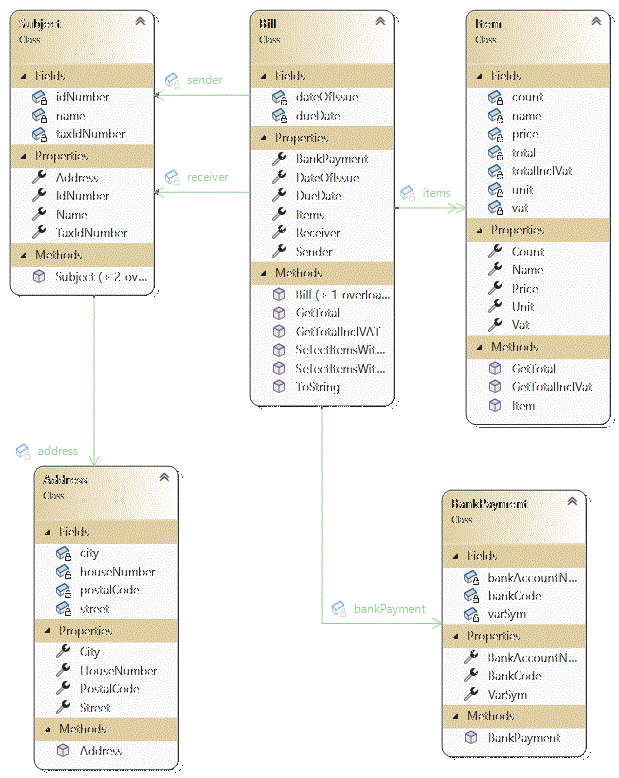 Subject
Class
Fields
idNumber
name
taxIdNumber
Properties
Address
IdNumber
Name
TaxIdNumber
Methods
Subject (+ 2 ov...
sender
receiver
Bill
Class
Fields
dateOfIssue
dueDate
Properties
BankPayment
DateOfIssue
DueDate
Items
Receiver
Sender
Methods
Bill (+ 1 overloa...
GetTotal
GetTotalInclVAT
SelectItemsWit...
SelectItemsWit...
ToString
items
Item
Class
Fields
count
name
price
total
totalInclVat
unit
vat
Properties
Count
Name
Price
Unit
Vat
Methods
GetTotal
GetTotalInclVat
Item
address
Address
Class
Fields
city
houseNumber
postalCode
street
Properties
City
HouseNumber
PostalCode
Street
Methods
Address
bankPayment
BankPayment
Class
Fields
bankAccountN...
bankCode
varSym
Properties
BankAccountN...
BankCode
VarSym
Methods
BankPayment